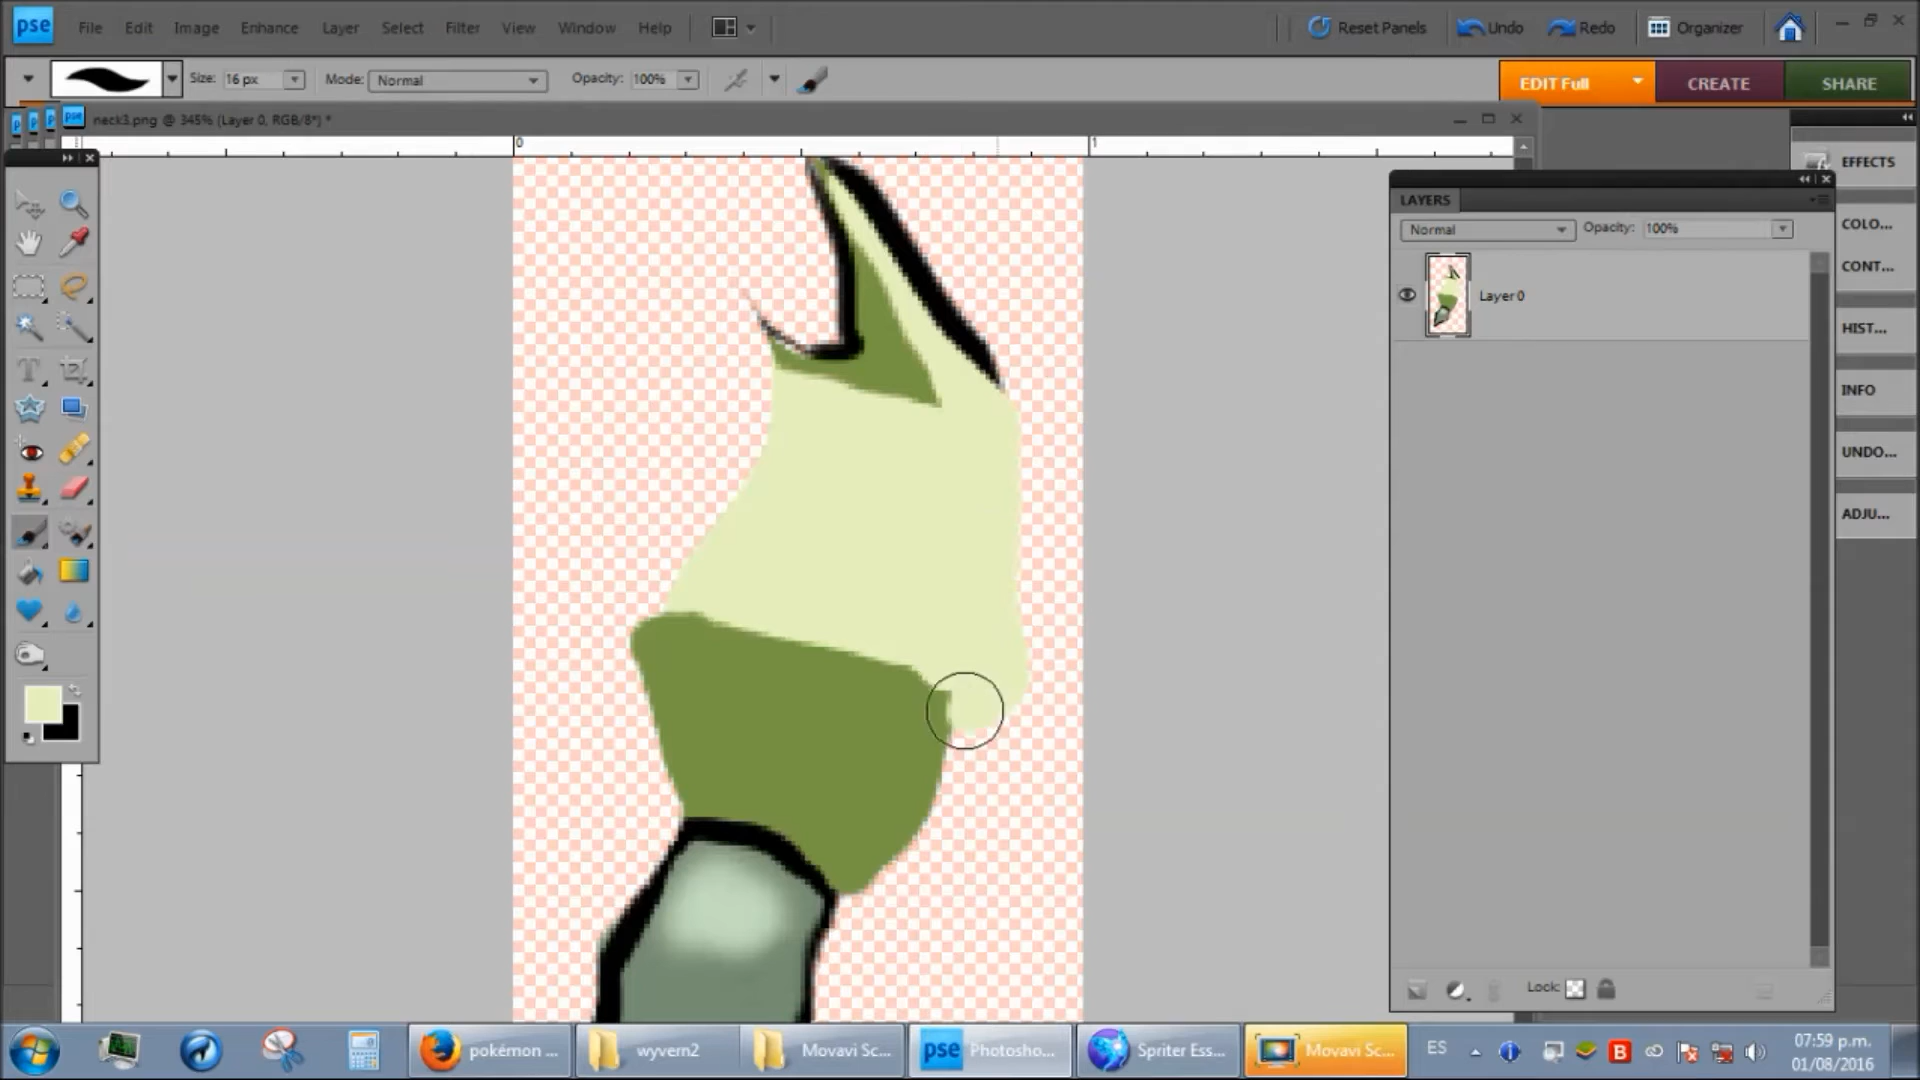 pse File Edit Image Enhance Layer Select Filter View Window Help Reset Panels Undo Redo Organizer
Size: 16 px Mode: Normal Opacity: 100% EDIT Full CREATE SHARE
pse neck3.png @ 345% (Layer 0, RGB/8*) *
0 1
EFFECTS
LAYERS
COLO...
Normal Opacity: 100%
CONT...
Layer 0
HIST...
INFO
UNDO...
ADJU...
Lock:
pokémon ... wyvern2 Movavi Sc... pse Photosho... Spriter Ess... Movavi Sc... ES B 07:59 p.m.
01/08/2016